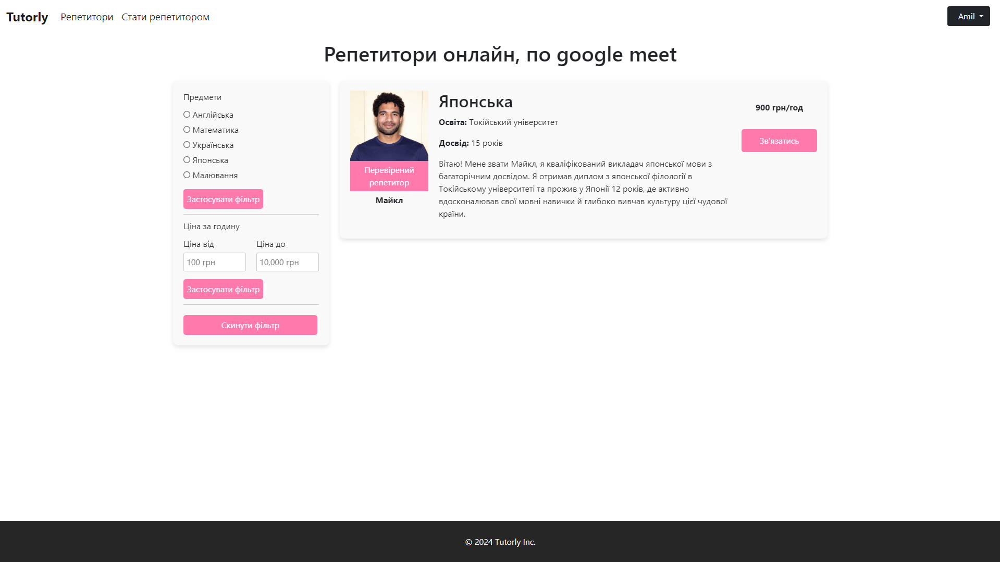 Tutorly
Репетитори
Стати репетитором
Amil
Репетитори онлайн, по google meet
Предмети
Англійська
Математика
Українська
Японська
Малювання
Застосувати фільтр
Ціна за годину
Ціна від
Ціна до
100 грн
10,000 грн
Застосувати фільтр
Скинути фільтр
Перевірений
репетитор
Майкл
Японська
Освіта: Токійський університет
Досвід: 15 років
Вітаю! Мене звати Майкл, я кваліфікований викладач японської мови з
багаторічним досвідом. Я отримав диплом з японської філології в
Токійському університеті та прожив у Японії 12 років, де активно
вдосконалював свої мовні навички й глибоко вивчав культуру цієї чудової
країни.
900 грн/год
Зв'язатись
© 2024 Tutorly Inc.